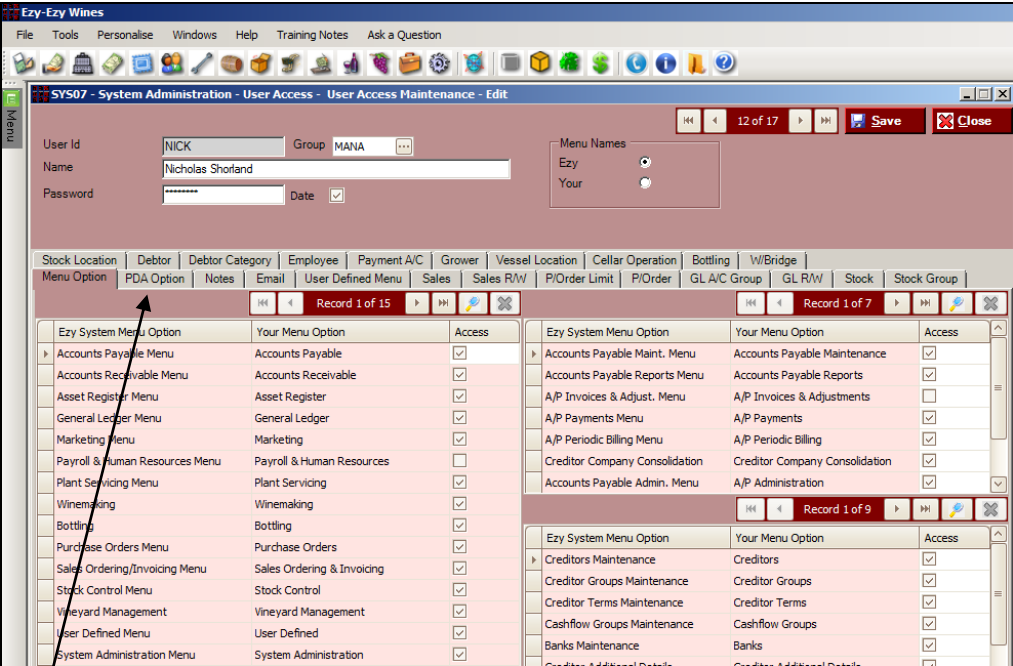 Ezy-Ezy Wines
File Tools Personalise Windows Help Training Notes Ask a Question
Menu
SYS07 - System Administration - User Access - User Access Maintenance - Edit
12 of 17 Save Close
User Id NICK Group MANA ...
Name Nicholas Shorland
Password ******** Date
Menu Names
Ezy
Your
Stock Location Debtor Debtor Category Employee Payment A/C Grower Vessel Location Cellar Operation Bottling W/Bridge
Menu Option PDA Option Notes Email User Defined Menu Sales Sales R/W P/Order Limit P/Order GL A/C Group GL R/W Stock Stock Group
Record 1 of 15
Ezy System Menu Option Your Menu Option Access
Accounts Payable Menu Accounts Payable
Accounts Receivable Menu Accounts Receivable
Asset Register Menu Asset Register
General Ledger Menu General Ledger
Marketing Menu Marketing
Payroll & Human Resources Menu Payroll & Human Resources
Plant Servicing Menu Plant Servicing
Winemaking Winemaking
Bottling Bottling
Purchase Orders Menu Purchase Orders
Sales Ordering/Invoicing Menu Sales Ordering & Invoicing
Stock Control Menu Stock Control
Vineyard Management Vineyard Management
User Defined Menu User Defined
System Administration Menu System Administration
Record 1 of 7
Ezy System Menu Option Your Menu Option Access
Accounts Payable Maint. Menu Accounts Payable Maintenance
Accounts Payable Reports Menu Accounts Payable Reports
A/P Invoices & Adjust. Menu A/P Invoices & Adjustments
A/P Payments Menu A/P Payments
A/P Periodic Billing Menu A/P Periodic Billing
Creditor Company Consolidation Creditor Company Consolidation
Accounts Payable Admin. Menu A/P Administration
Record 1 of 9
Ezy System Menu Option Your Menu Option Access
Creditors Maintenance Creditors
Creditor Groups Maintenance Creditor Groups
Creditor Terms Maintenance Creditor Terms
Cashflow Groups Maintenance Cashflow Groups
Banks Maintenance Banks
Creditor Additional Details Creditor Additional Details